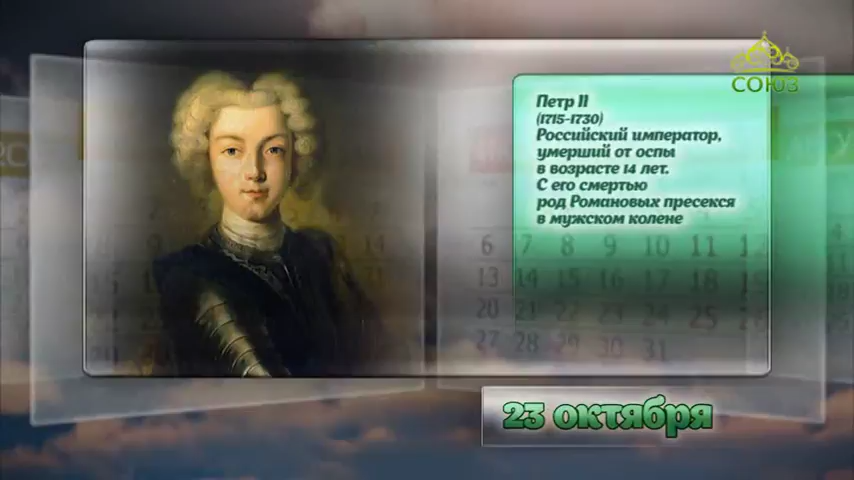 СОЮЗ
Петр II
(1715-1730)
Российский император,
умерший от оспы
в возрасте 14 лет.
С его смертью
род Романовых пресекся
в мужском колене
6 7 8 9 10 11
13 14 15 16 17 18
20 21 22 23 24 25 26
27 28 29 30 31
23 октября